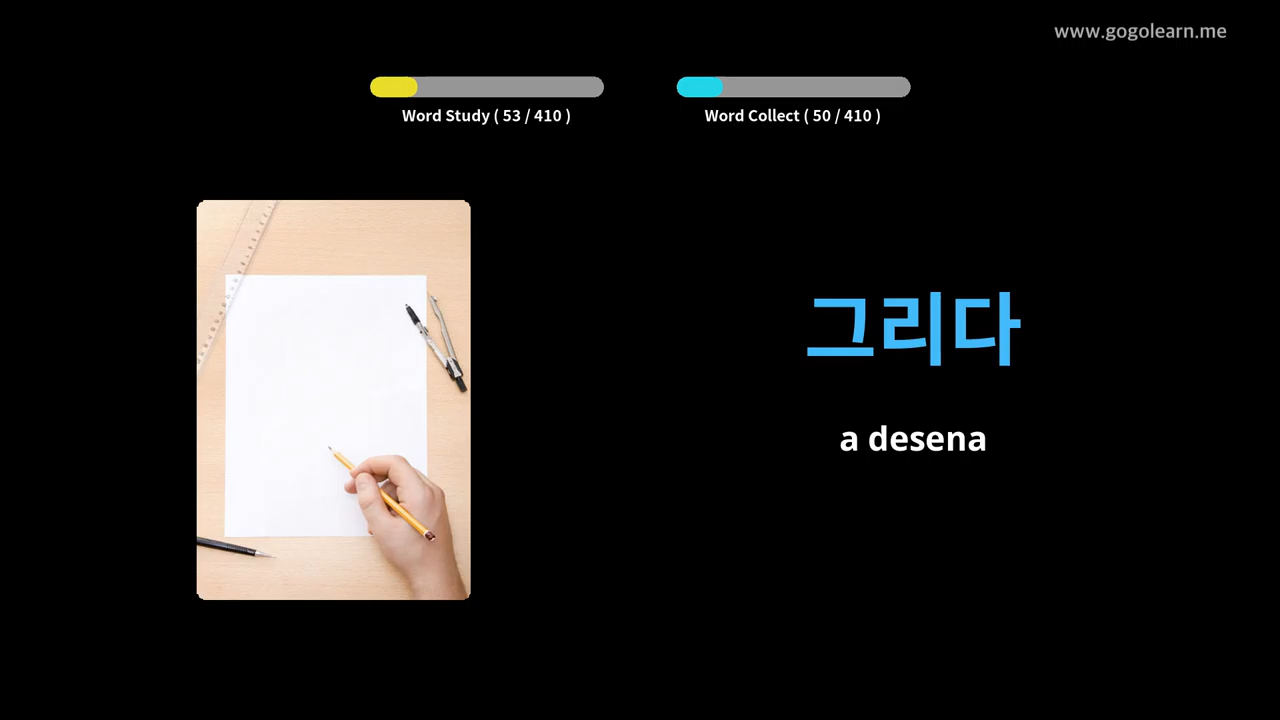 www.gogolearn.me
Word Study ( 53 / 410 )
Word Collect ( 50 / 410 )
그리다
a desena